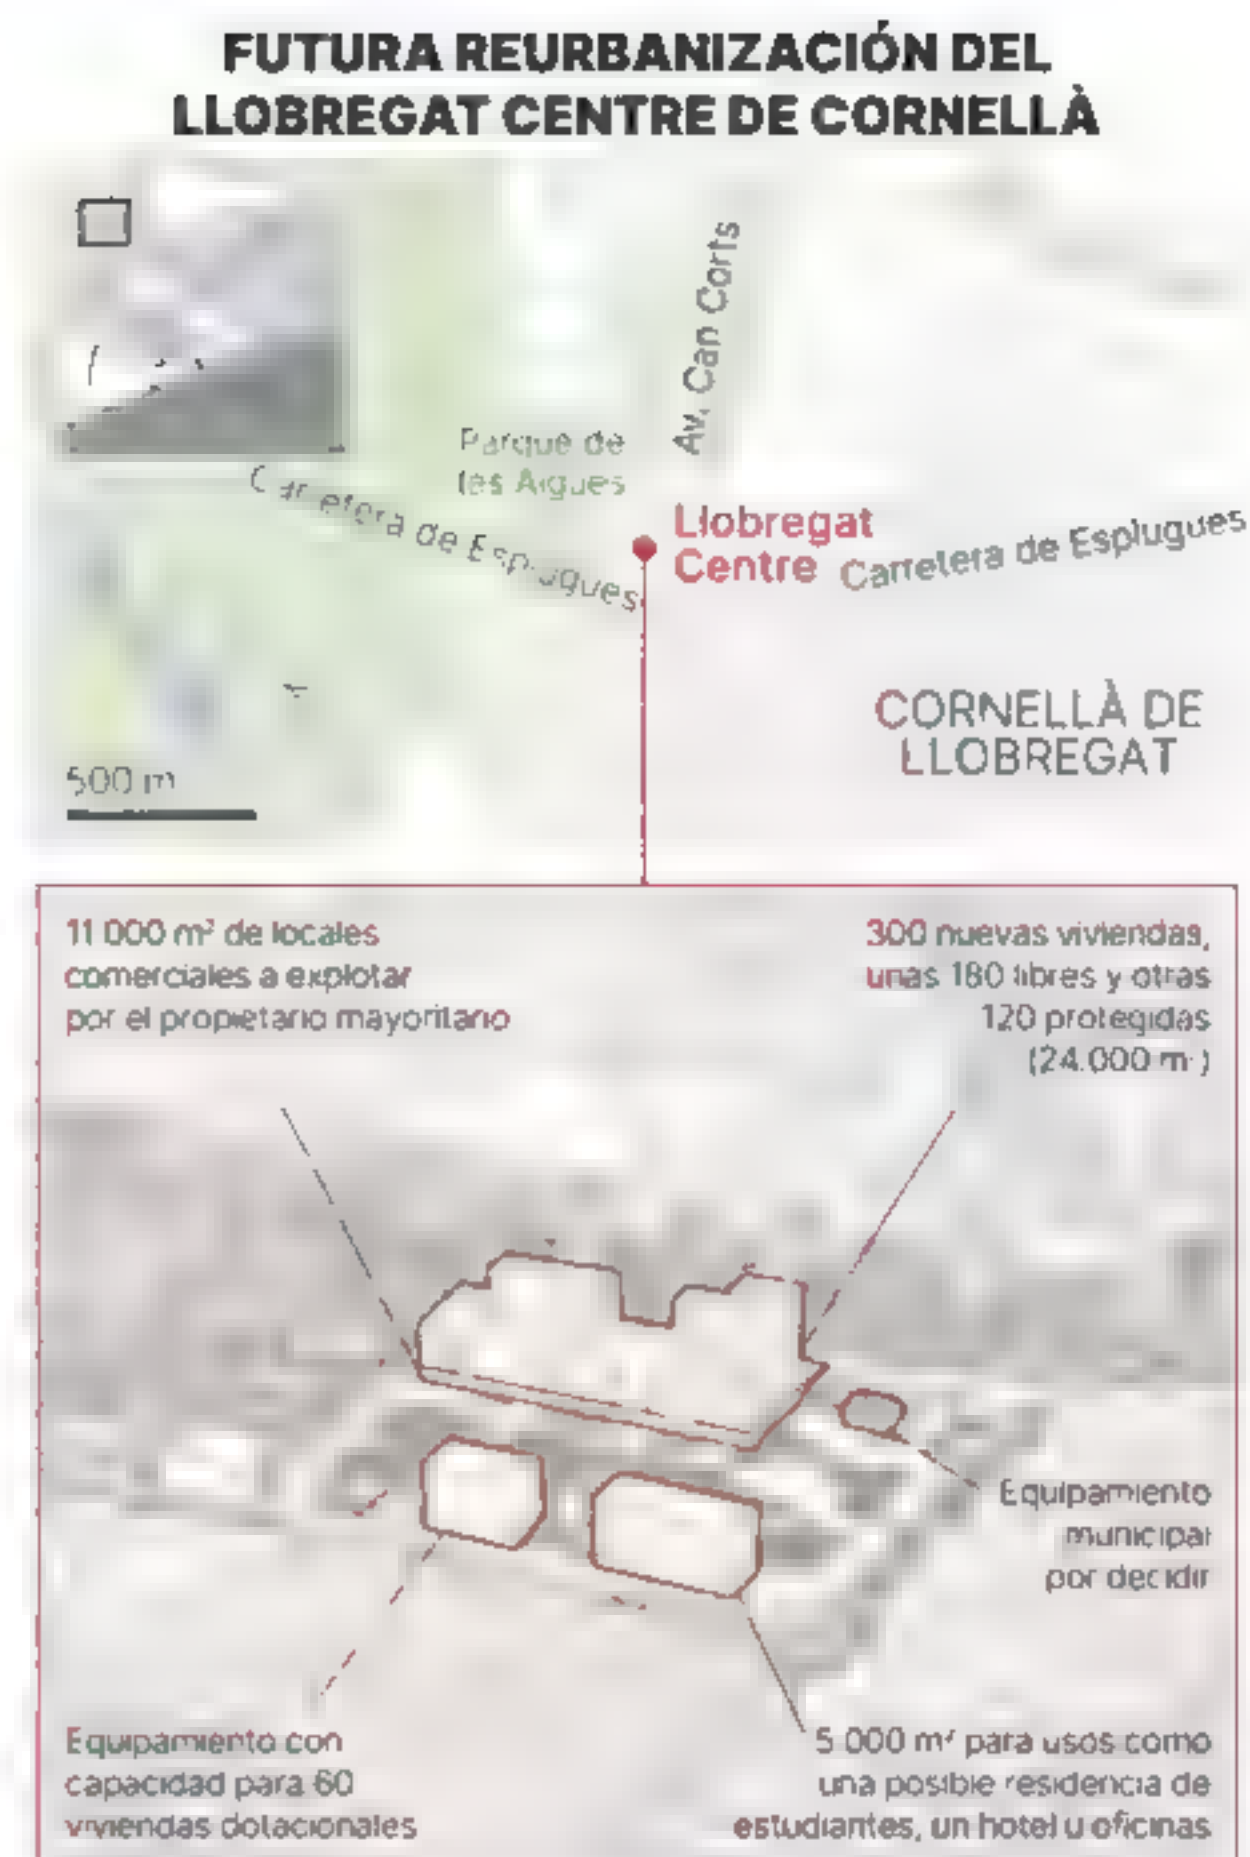 FUTURA REURBANIZACIÓN DEL
LLOBREGAT CENTRE DE CORNELLÀ
Av. Can Corts
Parque de
les Aigües
Carretera de Esplugues
Llobregat
Centre
Carretera de Esplugues
CORNELLÀ DE
LLOBREGAT
500 m
11.000 m² de locales
comerciales a explotar
por el propietario mayoritario
300 nuevas viviendas,
unas 180 libres y otras
120 protegidas
(24.000 m²)
Equipamiento
municipal
por decidir
Equipamiento con
capacidad para 60
viviendas dotacionales
5.000 m² para usos como
una posible residencia de
estudiantes, un hotel u oficinas